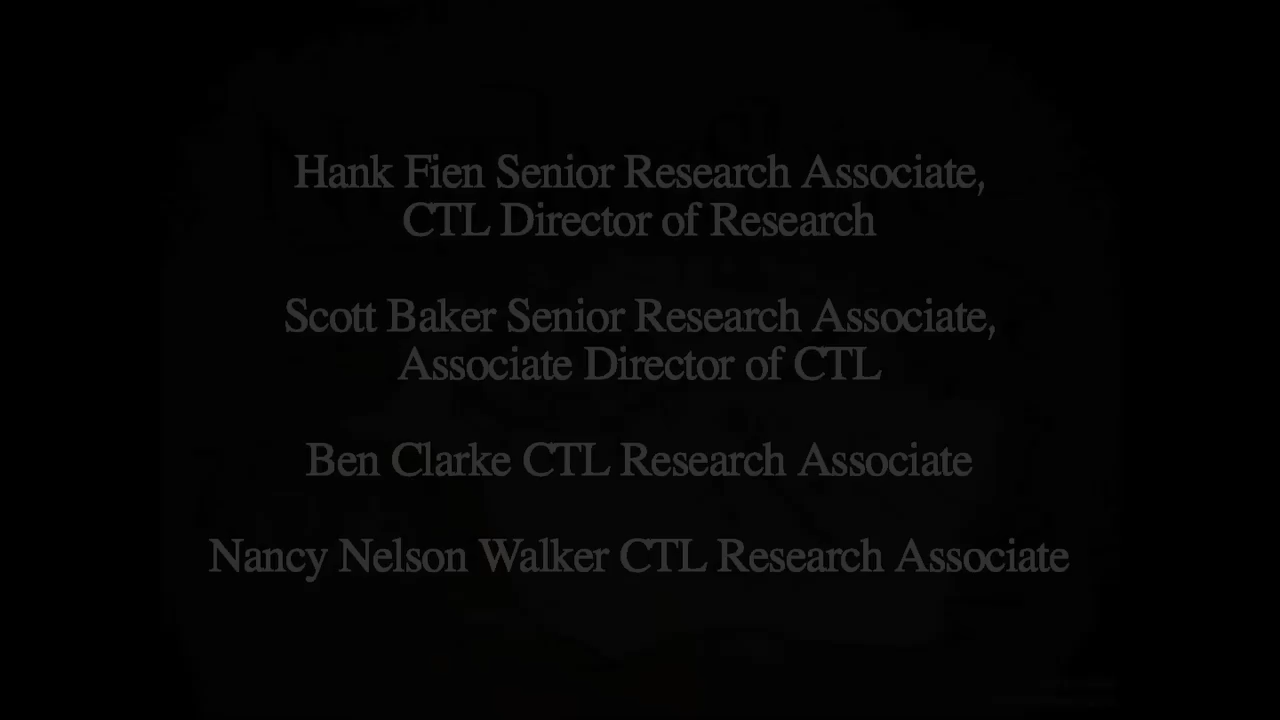 Hank Fien Senior Research Associate,
CTL Director of Research
Scott Baker Senior Research Associate,
Associate Director of CTL
Ben Clarke CTL Research Associate
Nancy Nelson Walker CTL Research Associate